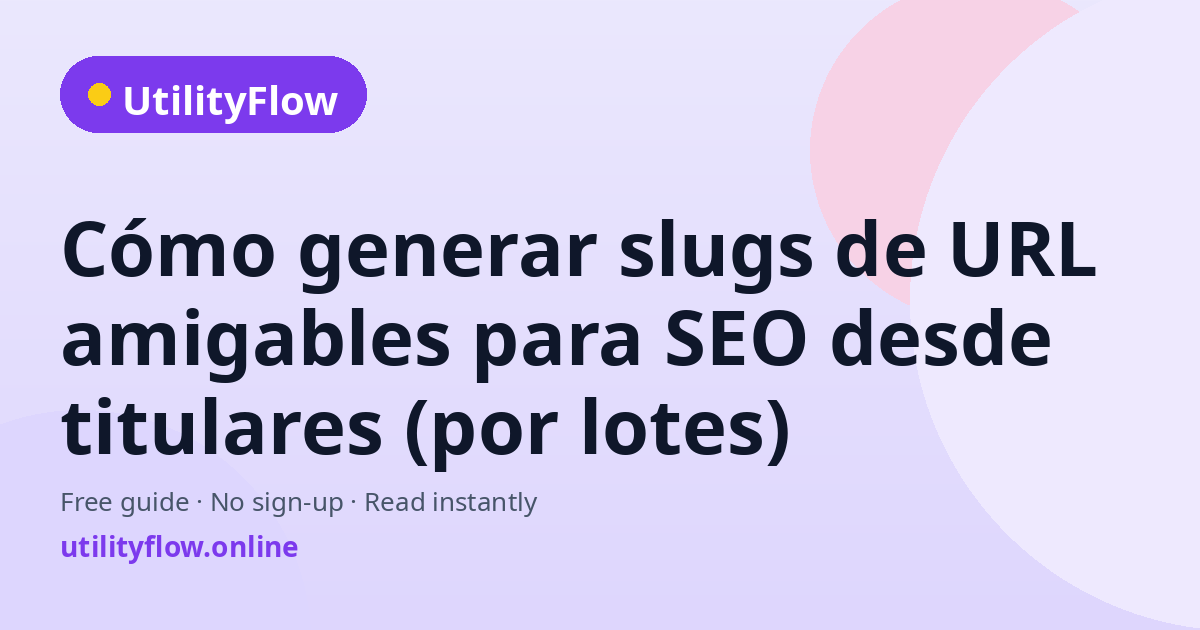 UtilityFlow
Cómo generar slugs de URL
amigables para SEO desde
titulares (por lotes)
Free guide · No sign-up · Read instantly
utilityflow.online